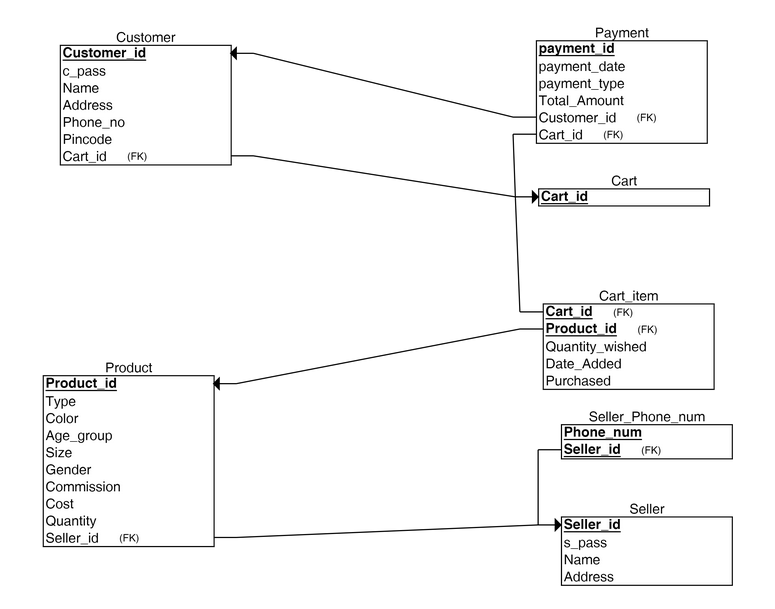 Customer
Customer_id
c_pass
Name
Address
Phone_no
Pincode
Cart_id (FK)
Payment
payment_id
payment_date
payment_type
Total_Amount
Customer_id (FK)
Cart_id (FK)
Cart
Cart_id
Cart_item
Cart_id (FK)
Product_id (FK)
Quantity_wished
Date_Added
Purchased
Product
Product_id
Type
Color
Age_group
Size
Gender
Commission
Cost
Quantity
Seller_id (FK)
Seller_Phone_num
Phone_num
Seller_id (FK)
Seller
Seller_id
s_pass
Name
Address